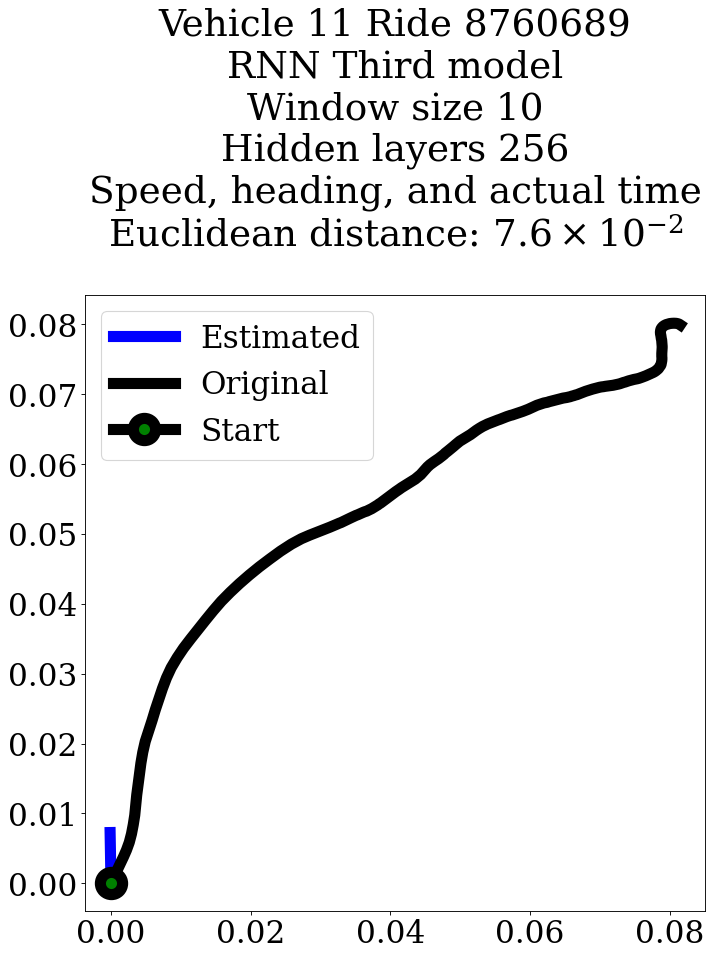 Vehicle 11 Ride 8760689
RNN Third model
Window size 10
Hidden layers 256
Speed, heading, and actual time
Euclidean distance: 7.6 × 10⁻²
Estimated
Original
Start
0.08
0.07
0.06
0.05
0.04
0.03
0.02
0.01
0.00
0.00 0.02 0.04 0.06 0.08